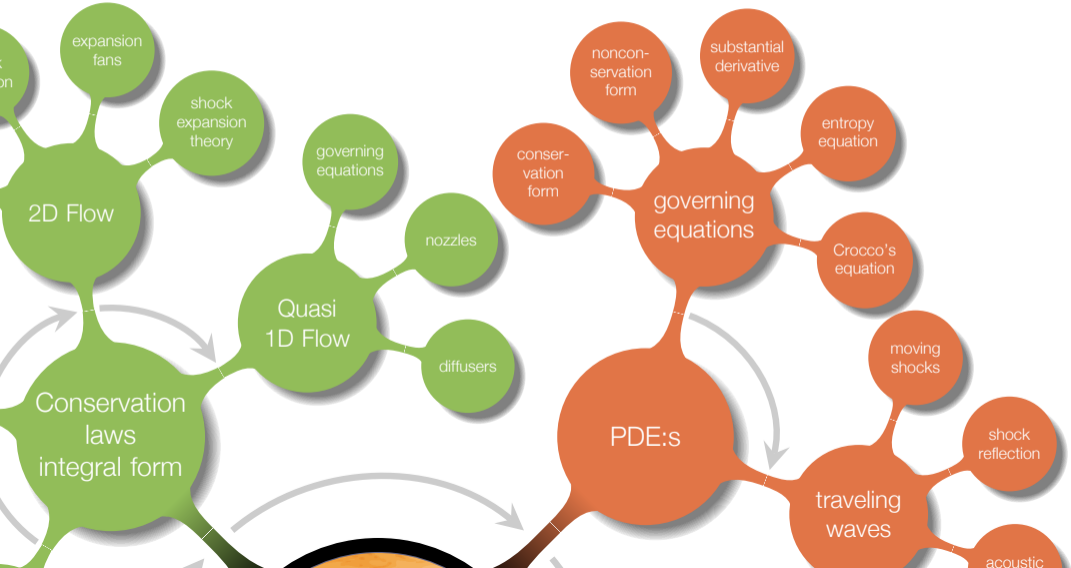 expansion
fans
shock
expansion
theory
2D Flow
governing
equations
nozzles
Quasi
1D Flow
diffusers
Conservation
laws
integral form
noncon-
servation
form
substantial
derivative
conser-
vation
form
entropy
equation
governing
equations
Crocco's
equation
PDE:s
moving
shocks
shock
reflection
traveling
waves
acoustic